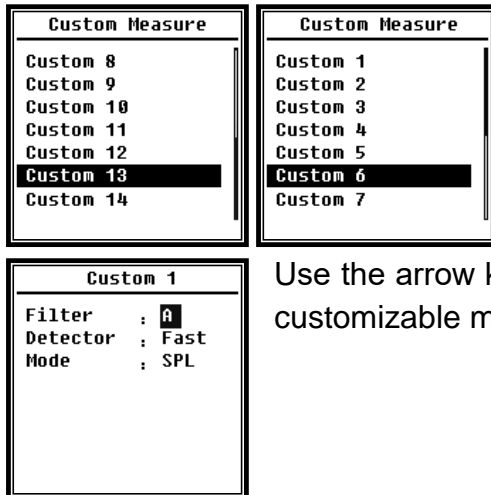 Custom Measure
Custom 8
Custom 9
Custom 10
Custom 11
Custom 12
Custom 13
Custom 14
Custom Measure
Custom 1
Custom 2
Custom 3
Custom 4
Custom 5
Custom 6
Custom 7
Custom 1
Filter : A
Detector : Fast
Mode : SPL
Use the arrow
customizable